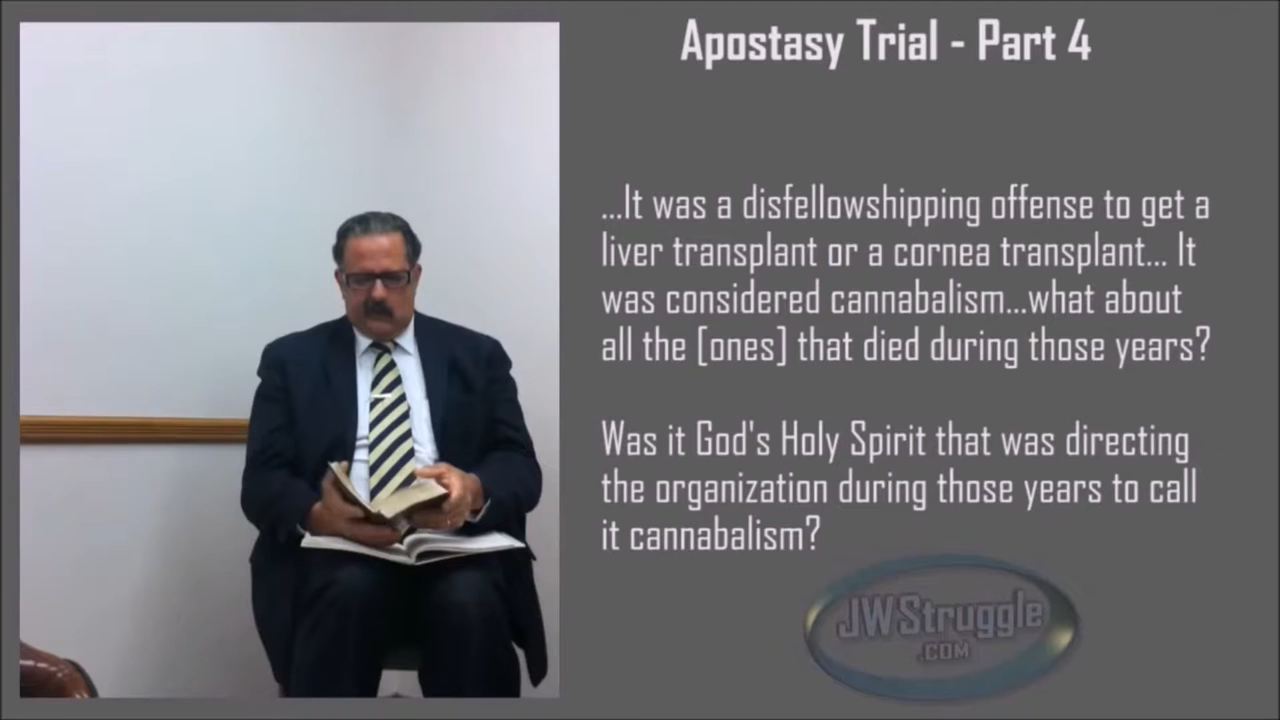 Apostasy Trial - Part 4
...It was a disfellowshipping offense to get a
liver transplant or a cornea transplant... It
was considered cannabalism...what about
all the [ones] that died during those years?
Was it God's Holy Spirit that was directing
the organization during those years to call
it cannabalism?
JWStruggle
.COM